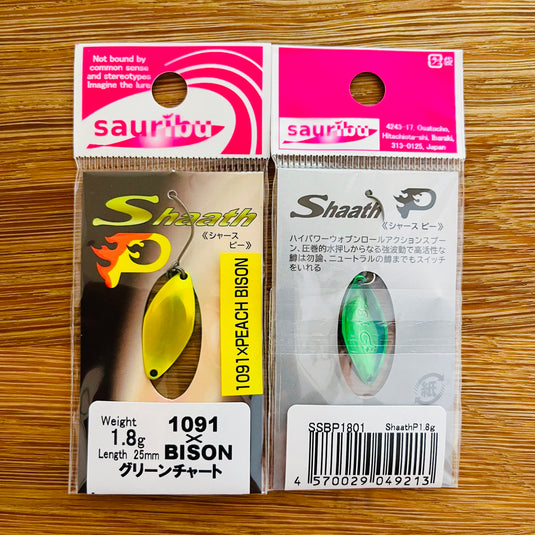 Not bound by
common sense
and stereotypes
Imagine the lure
sauribu
Shaath
P
《シャース
ピー》
1091×PEACH BISON
Weight
1.8g
Length 25mm
1091
×
BISON
グリーンチャート
袋
sauribu
4243-17, Osatocho,
Hitachiota-shi, Ibaraki,
313-0125, Japan
Shaath P
《シャース ピー》
ハイパワーウォブンロールアクションスプー
ン、圧巻的水押しからなる強波動で高活性な
鱒は勿論、ニュートラルの鱒までもスイッチ
をいれる
紙
SSBP1801
ShaathP1.8g
4 570029 049213